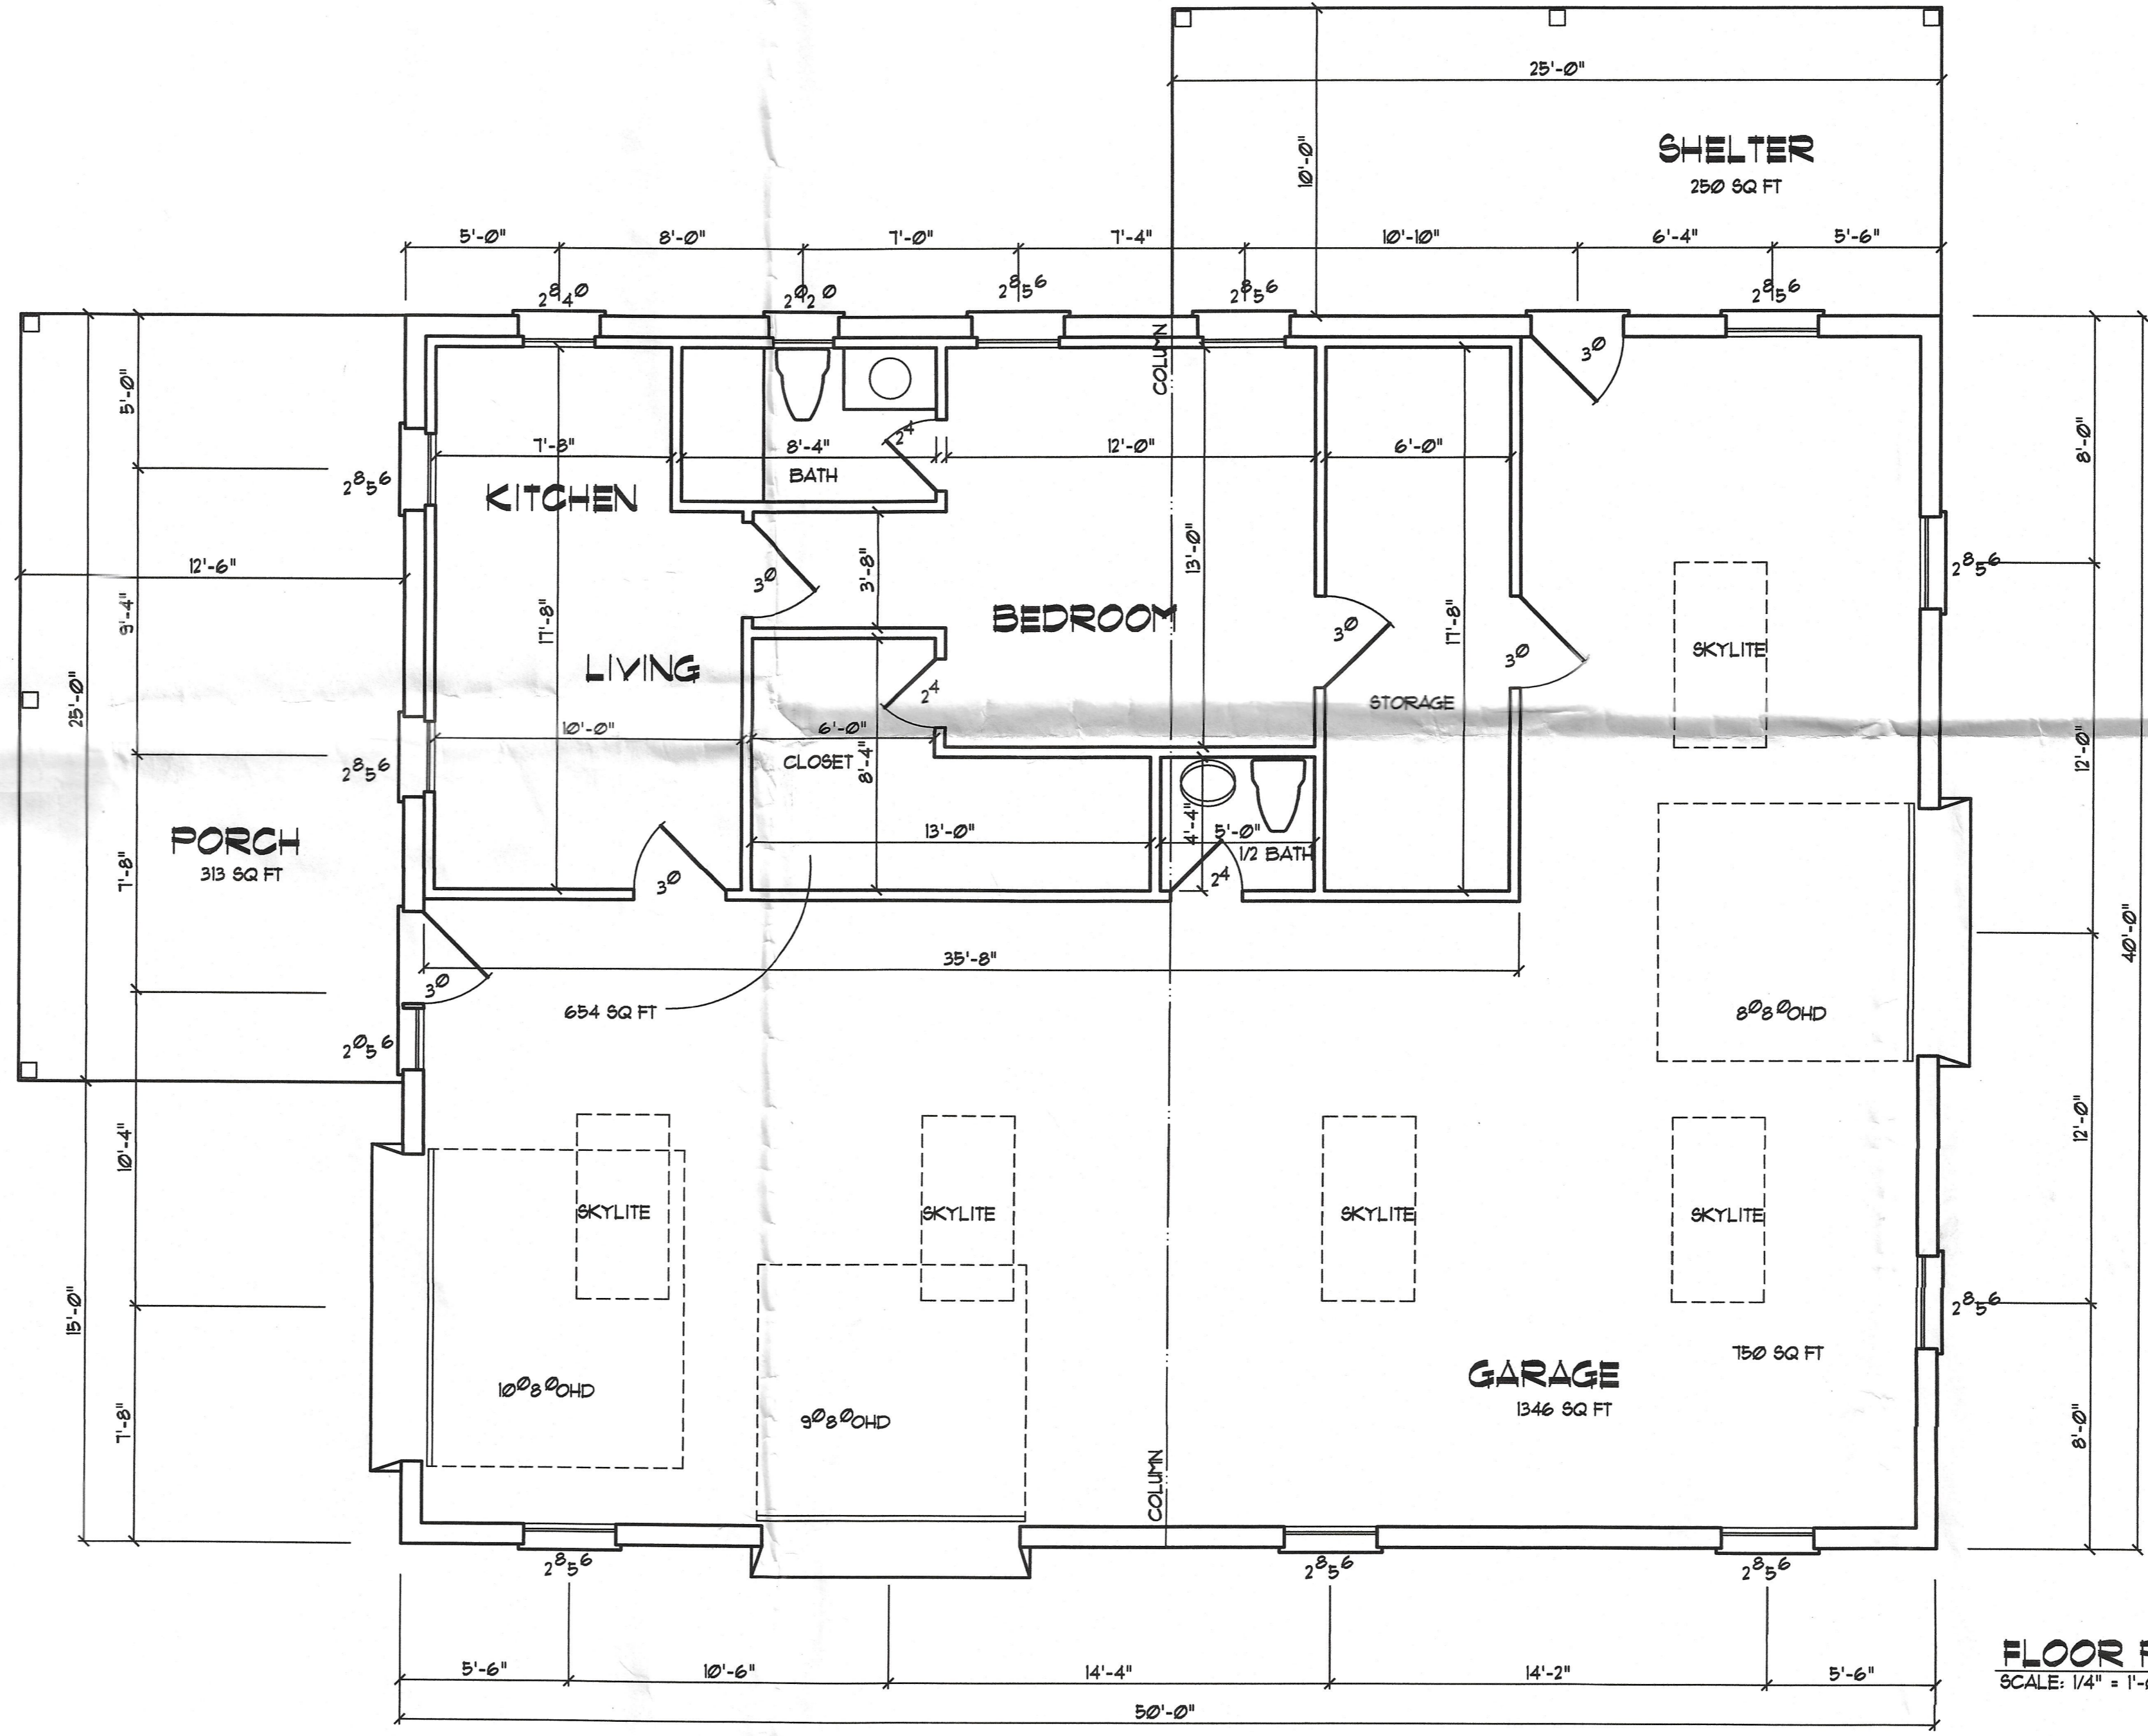 25'-0"
SHELTER
250 SQ FT
10'-0"
5'-0"
8'-0"
7'-0"
7'-4"
10'-10"
6'-4"
5'-6"
2⁸4⁰
2⁰2⁰
2⁸5⁶
2⁸5⁶
2⁸5⁶
COLUMN
3⁰
5'-0"
7'-8"
8'-4"
2⁴
12'-0"
6'-0"
8'-0"
BATH
KITCHEN
2⁸5⁶
12'-6"
9'-4"
17'-8"
3⁰
3'-8"
13'-0"
2⁸5⁶
BEDROOM
3⁰
17'-8"
3⁰
SKYLITE
LIVING
25'-0"
2⁴
STORAGE
10'-0"
6'-0"
12'-0"
2⁸5⁶
CLOSET
8'-4"
PORCH
313 SQ FT
7'-8"
13'-0"
4'-4"
5'-0"
1/2 BATH
3⁰
2⁴
40'-0"
35'-8"
3⁰
654 SQ FT
8⁰8⁰OHD
2⁰5⁶
10'-4"
12'-0"
SKYLITE
SKYLITE
SKYLITE
SKYLITE
15'-0"
2⁸5⁶
750 SQ FT
GARAGE
1346 SQ FT
10⁰8⁰OHD
9⁰8⁰OHD
7'-8"
8'-0"
COLUMN
2⁸5⁶
2⁸5⁶
2⁸5⁶
5'-6"
10'-6"
14'-4"
14'-2"
5'-6"
50'-0"
FLOOR
SCALE: 1/4" = 1'-